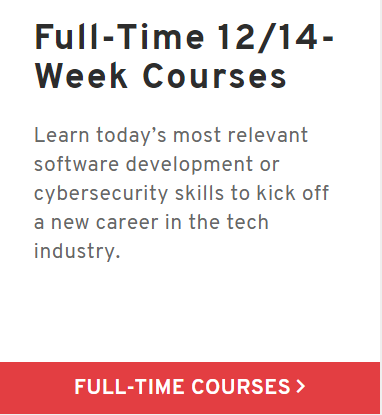 Full-Time 12/14-
Week Courses
Learn today's most relevant
software development or
cybersecurity skills to kick off
a new career in the tech
industry.
FULL-TIME COURSES >